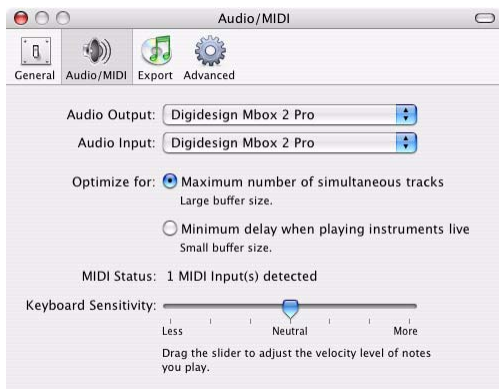 Audio/MIDI
General Audio/MIDI Export Advanced
Audio Output: Digidesign Mbox 2 Pro
Audio Input: Digidesign Mbox 2 Pro
Optimize for: Maximum number of simultaneous tracks
Large buffer size.
Minimum delay when playing instruments live
Small buffer size.
MIDI Status: 1 MIDI Input(s) detected
Keyboard Sensitivity:
Less Neutral More
Drag the slider to adjust the velocity level of notes
you play.